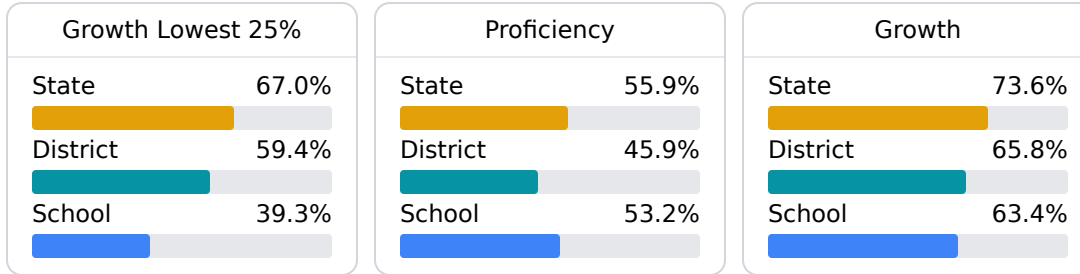 Growth Lowest 25%
State 67.0%
District 59.4%
School 39.3%
Proficiency
State 55.9%
District 45.9%
School 53.2%
Growth
State 73.6%
District 65.8%
School 63.4%